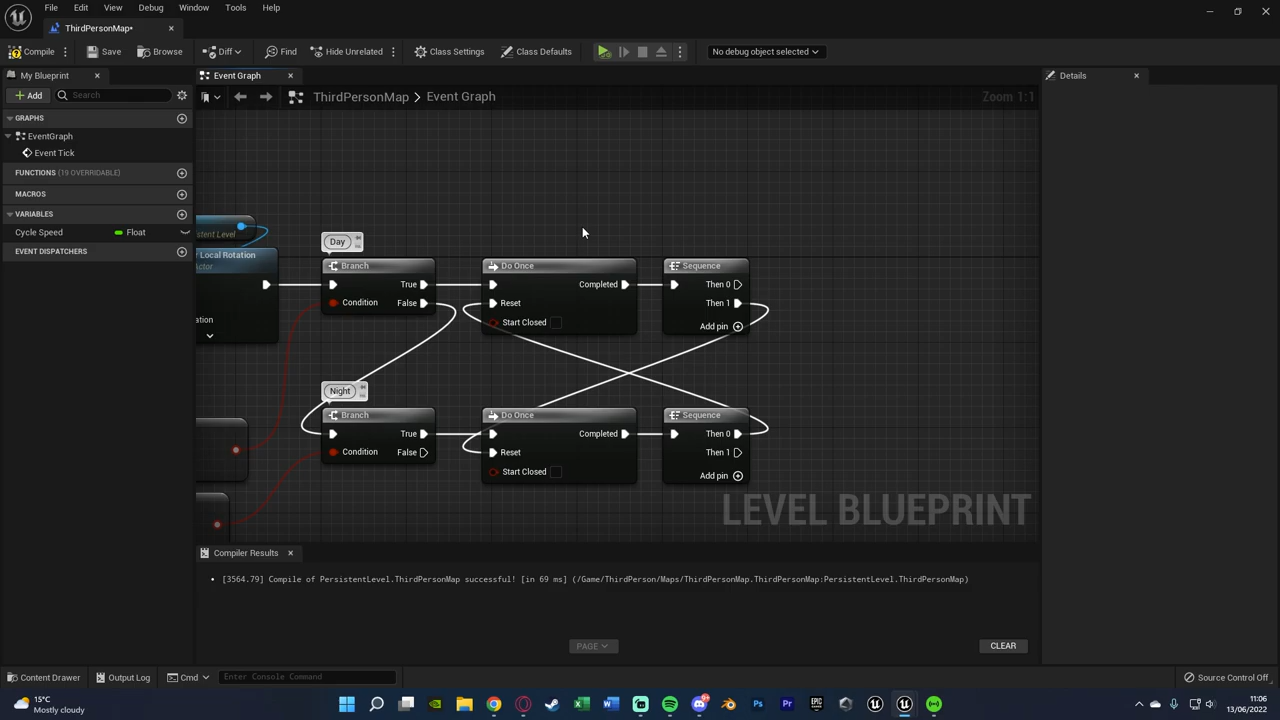 File Edit View Debug Window Tools Help
ThirdPersonMap*
Compile Save Browse Diff Find Hide Unrelated Class Settings Class Defaults No debug object selected
My Blueprint Event Graph Details
Add Search ThirdPersonMap > Event Graph Zoom 1:1
GRAPHS
EventGraph
Event Tick
FUNCTIONS (19 OVERRIDABLE)
MACROS
VARIABLES
Cycle Speed Float
EVENT DISPATCHERS
stent Level
Local Rotation
Actor
ation
Day
Branch
True
Condition False
Do Once
Completed
Reset
Start Closed
Sequence
Then 0
Then 1
Add pin
Night
Branch
True
Condition False
Do Once
Completed
Reset
Start Closed
Sequence
Then 0
Then 1
Add pin
LEVEL BLUEPRINT
Compiler Results
[3564.79] Compile of PersistentLevel.ThirdPersonMap successful! [in 69 ms] (/Game/ThirdPerson/Maps/ThirdPersonMap.ThirdPersonMap:PersistentLevel.ThirdPersonMap)
PAGE CLEAR
Content Drawer Output Log Cmd Enter Console Command Source Control Off
15°C
Mostly cloudy
11:06
13/06/2022